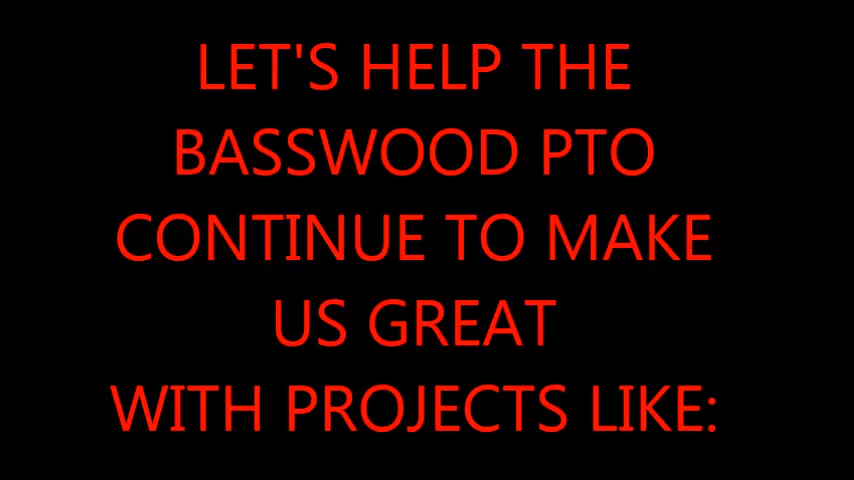 LET'S HELP THE
BASSWOOD PTO
CONTINUE TO MAKE
US GREAT
WITH PROJECTS LIKE: